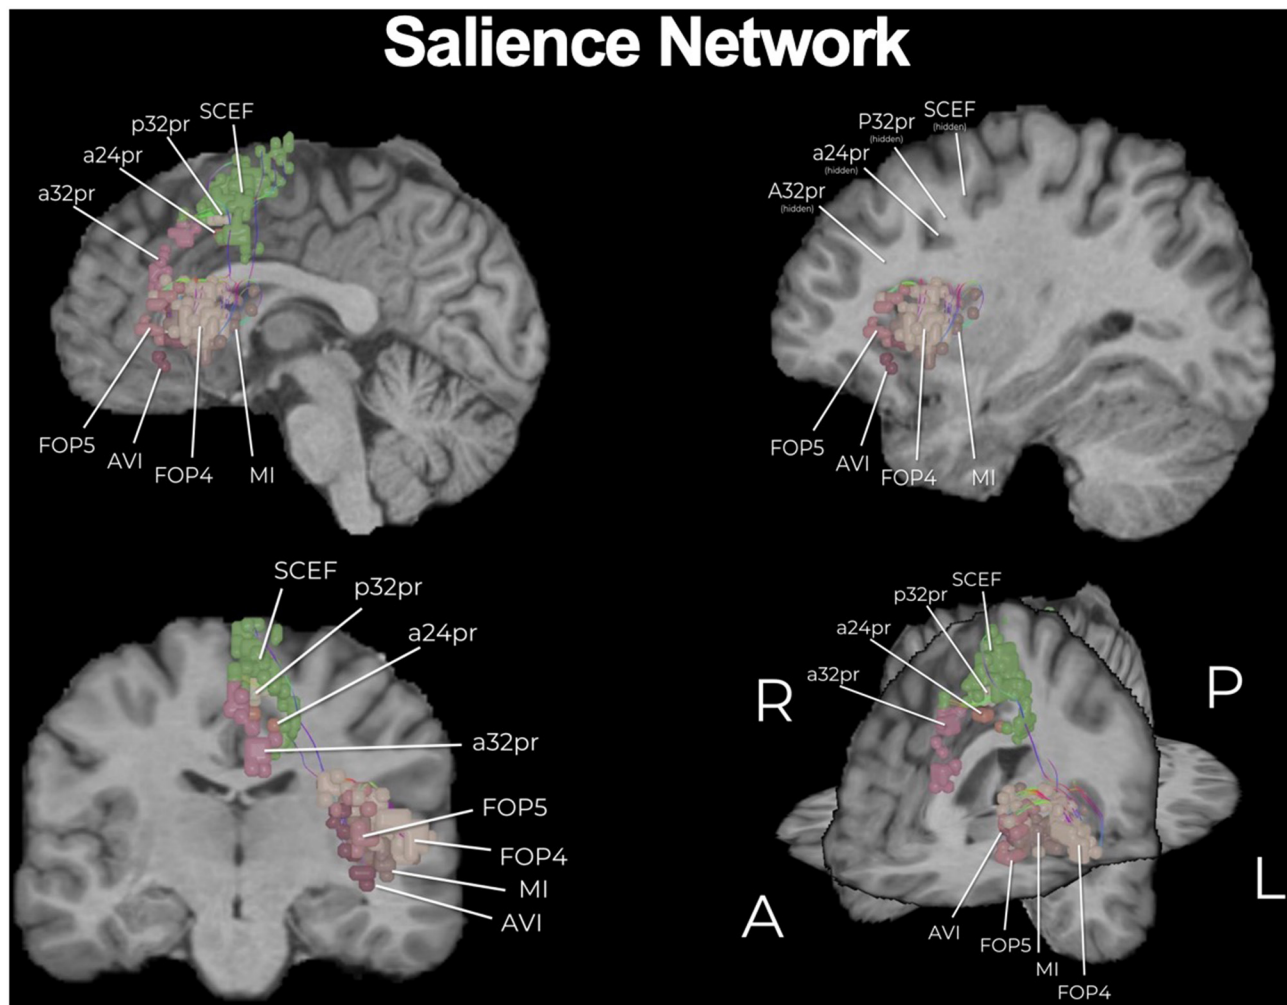 Salience Network
SCEF
p32pr
a24pr
a32pr
FOP5
AVI
FOP4
MI
SCEF
(hidden)
P32pr
(hidden)
a24pr
(hidden)
A32pr
(hidden)
FOP5
AVI
FOP4
MI
SCEF
p32pr
a24pr
a32pr
FOP5
FOP4
MI
AVI
SCEF
p32pr
a24pr
a32pr
R
P
A
L
AVI
FOP5
MI
FOP4